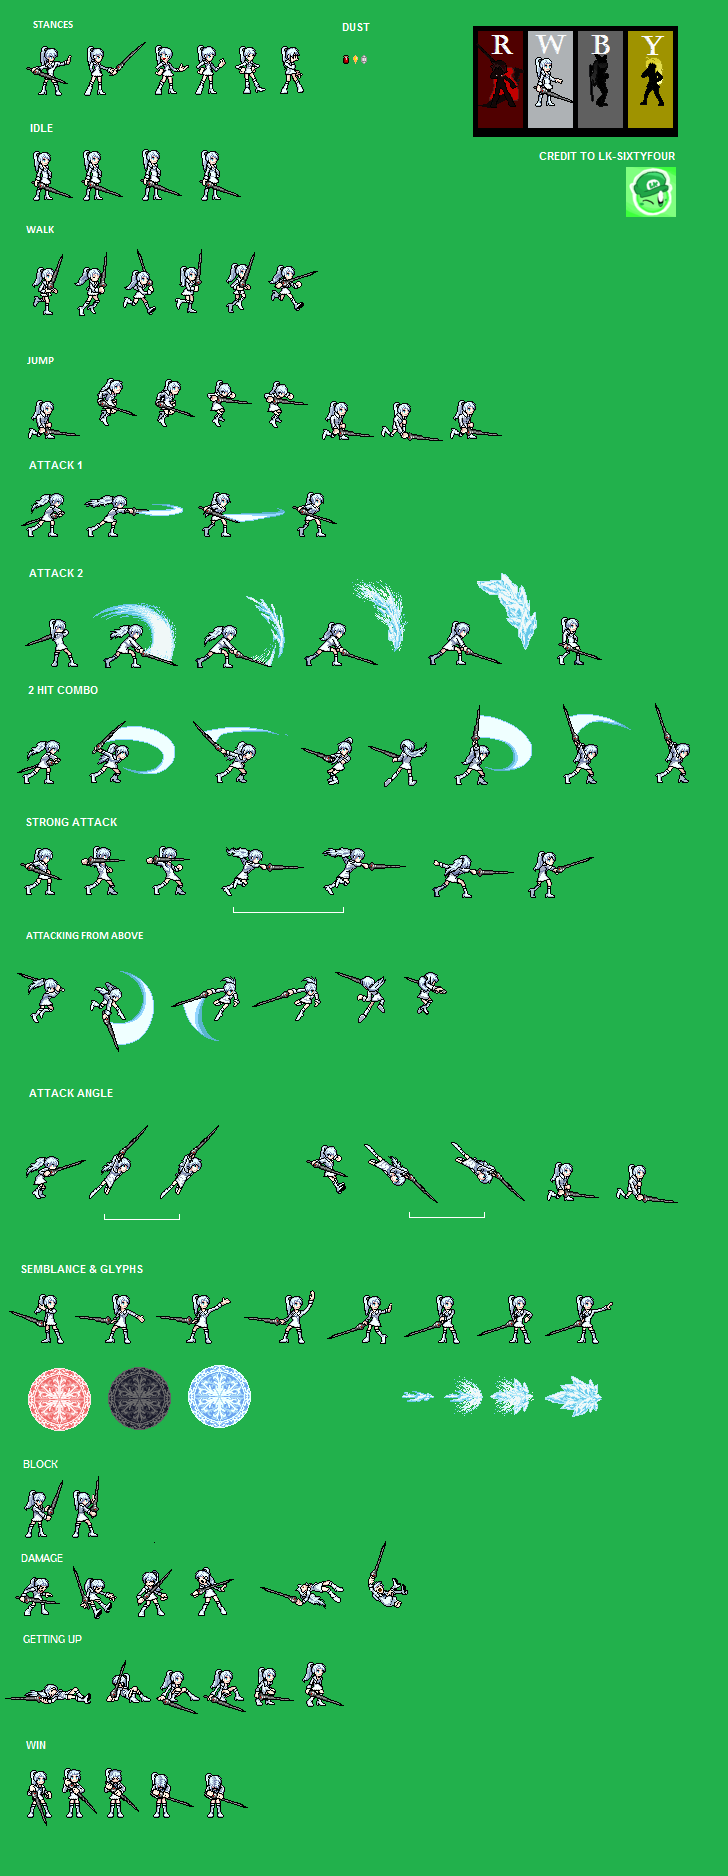 STANCES
DUST
R W B Y
IDLE
CREDIT TO LK-SIXTYFOUR
WALK
JUMP
ATTACK 1
ATTACK 2
2 HIT COMBO
STRONG ATTACK
ATTACKING FROM ABOVE
ATTACK ANGLE
SEMBLANCE & GLYPHS
BLOCK
DAMAGE
GETTING UP
WIN